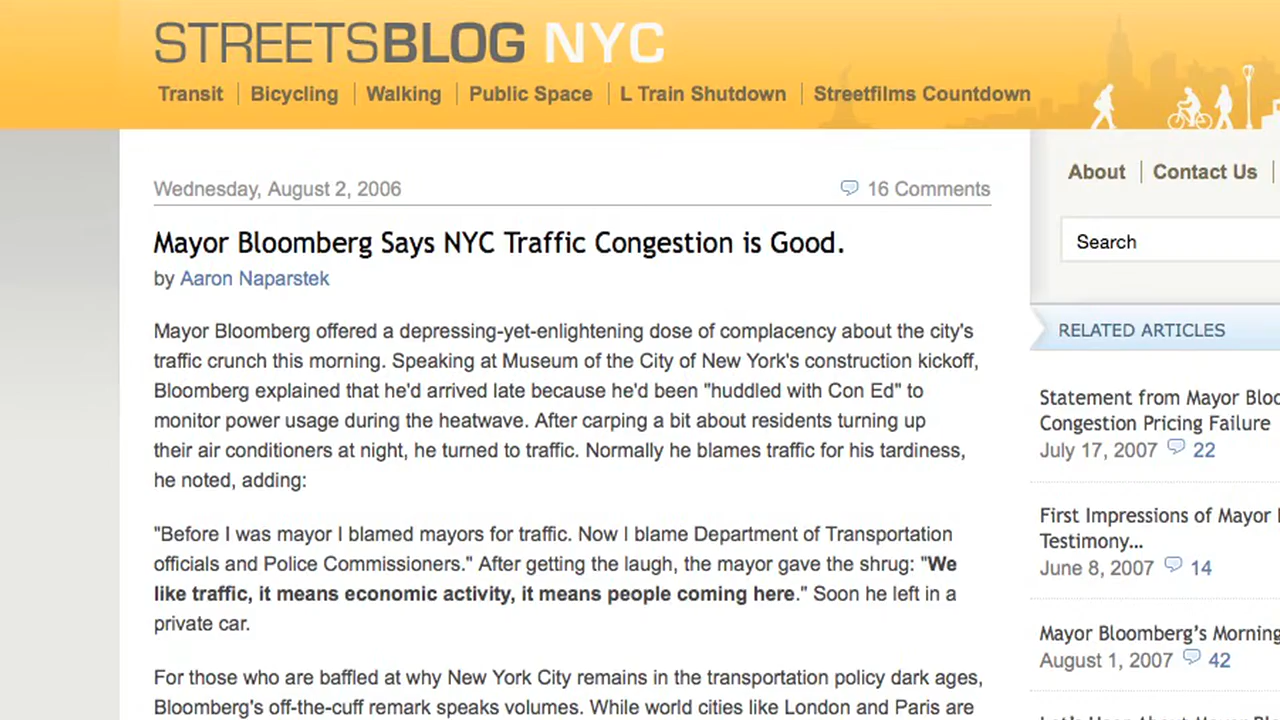 STREETSBLOG NYC
Transit
Bicycling
Walking
Public Space
L Train Shutdown
Streetfilms Countdown
About
Contact Us
Search
Wednesday, August 2, 2006
16 Comments
Mayor Bloomberg Says NYC Traffic Congestion is Good.
by Aaron Naparstek
Mayor Bloomberg offered a depressing-yet-enlightening dose of complacency about the city's
traffic crunch this morning. Speaking at Museum of the City of New York's construction kickoff,
Bloomberg explained that he'd arrived late because he'd been "huddled with Con Ed" to
monitor power usage during the heatwave. After carping a bit about residents turning up
their air conditioners at night, he turned to traffic. Normally he blames traffic for his tardiness,
he noted, adding:
"Before I was mayor I blamed mayors for traffic. Now I blame Department of Transportation
officials and Police Commissioners." After getting the laugh, the mayor gave the shrug: "We
like traffic, it means economic activity, it means people coming here." Soon he left in a
private car.
For those who are baffled at why New York City remains in the transportation policy dark ages,
Bloomberg's off-the-cuff remark speaks volumes. While world cities like London and Paris are
RELATED ARTICLES
Statement from Mayor Bloo
Congestion Pricing Failure
July 17, 2007 22
First Impressions of Mayor
Testimony...
June 8, 2007 14
Mayor Bloomberg's Morning
August 1, 2007 42